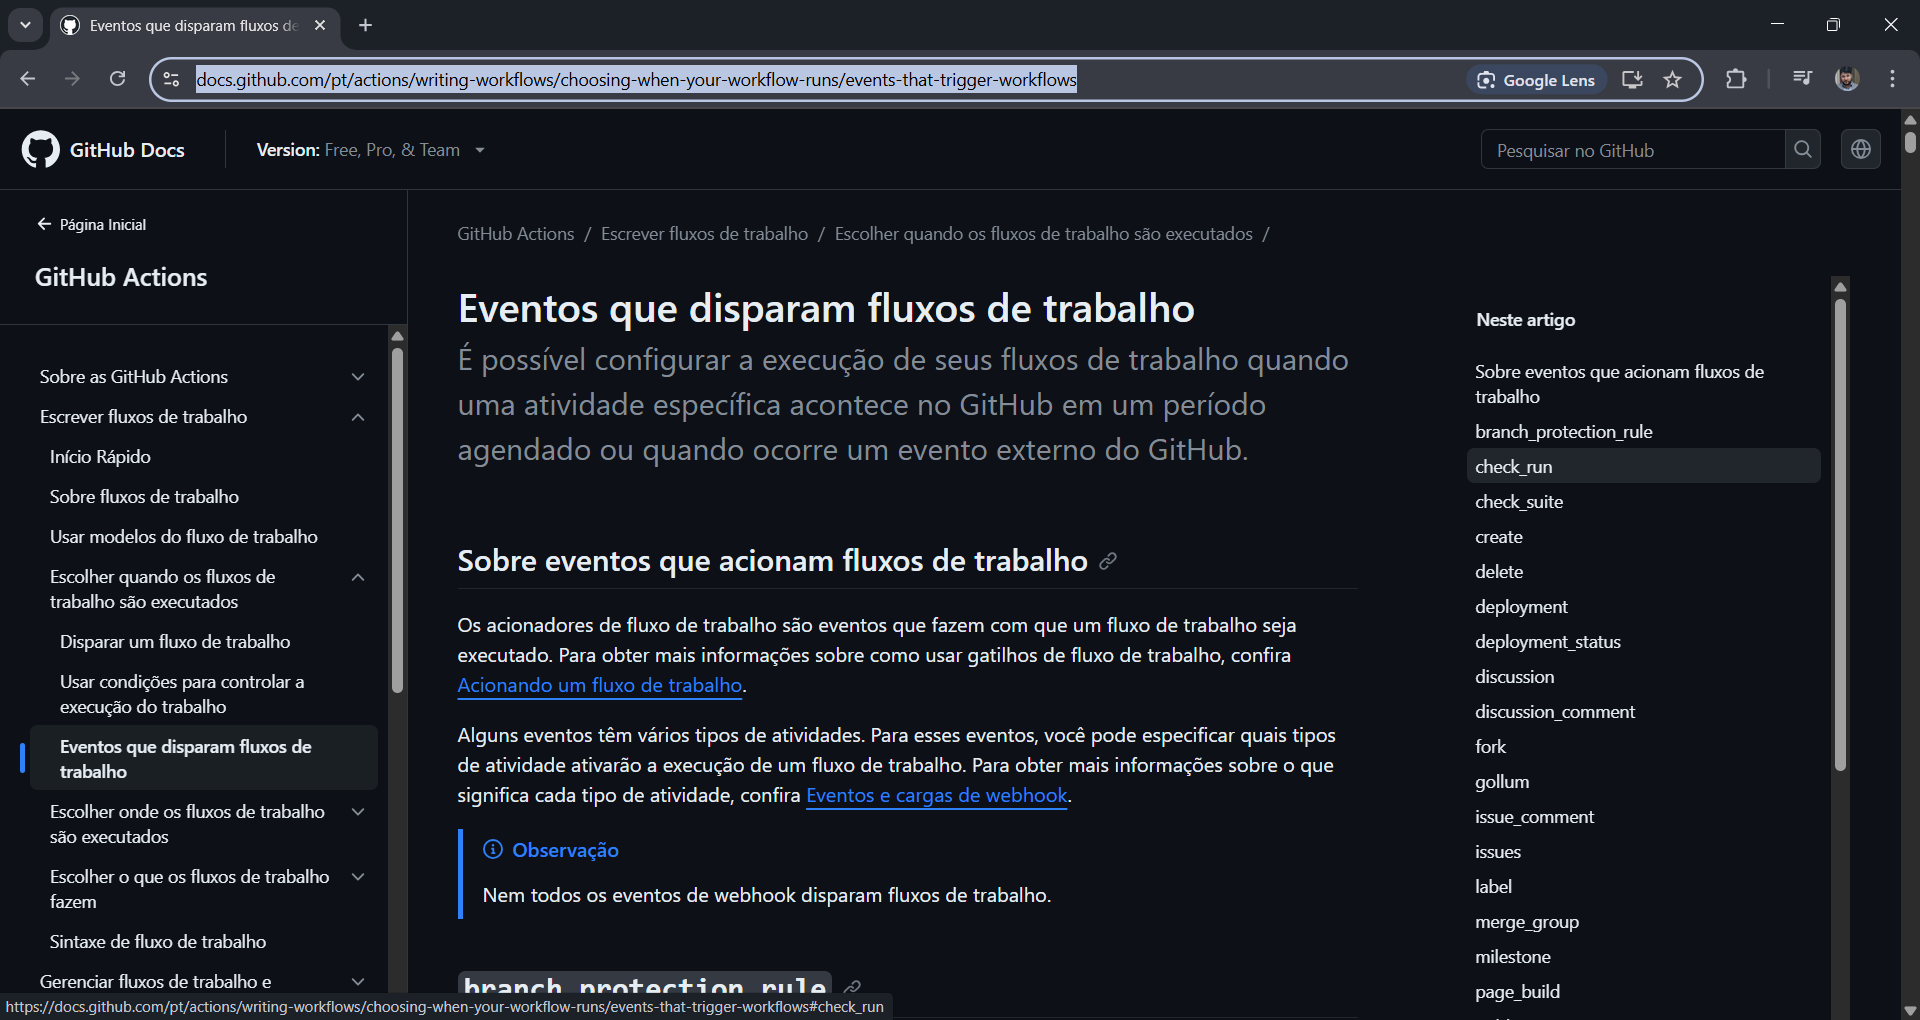 Eventos que disparam fluxos de
docs.github.com/pt/actions/writing-workflows/choosing-when-your-workflow-runs/events-that-trigger-workflows
Google Lens
GitHub Docs
Version: Free, Pro, & Team
Pesquisar no GitHub
Página Inicial
GitHub Actions
Sobre as GitHub Actions
Escrever fluxos de trabalho
Início Rápido
Sobre fluxos de trabalho
Usar modelos do fluxo de trabalho
Escolher quando os fluxos de
trabalho são executados
Disparar um fluxo de trabalho
Usar condições para controlar a
execução do trabalho
Eventos que disparam fluxos de
trabalho
Escolher onde os fluxos de trabalho
são executados
Escolher o que os fluxos de trabalho
fazem
Sintaxe de fluxo de trabalho
Gerenciar fluxos de trabalho e
GitHub Actions / Escrever fluxos de trabalho / Escolher quando os fluxos de trabalho são executados /
Eventos que disparam fluxos de trabalho
É possível configurar a execução de seus fluxos de trabalho quando
uma atividade específica acontece no GitHub em um período
agendado ou quando ocorre um evento externo do GitHub.
Sobre eventos que acionam fluxos de trabalho
Os acionadores de fluxo de trabalho são eventos que fazem com que um fluxo de trabalho seja
executado. Para obter mais informações sobre como usar gatilhos de fluxo de trabalho, confira
Acionando um fluxo de trabalho.
Alguns eventos têm vários tipos de atividades. Para esses eventos, você pode especificar quais tipos
de atividade ativarão a execução de um fluxo de trabalho. Para obter mais informações sobre o que
significa cada tipo de atividade, confira Eventos e cargas de webhook.
Observação
Nem todos os eventos de webhook disparam fluxos de trabalho.
branch_protection_rule
Neste artigo
Sobre eventos que acionam fluxos de
trabalho
branch_protection_rule
check_run
check_suite
create
delete
deployment
deployment_status
discussion
discussion_comment
fork
gollum
issue_comment
issues
label
merge_group
milestone
page_build
https://docs.github.com/pt/actions/writing-workflows/choosing-when-your-workflow-runs/events-that-trigger-workflows#check_run